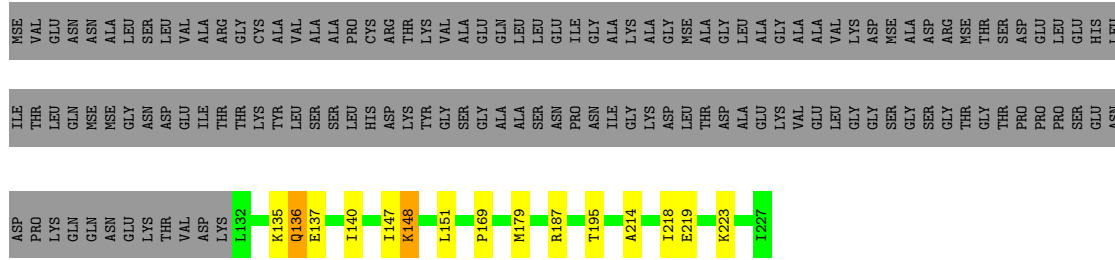 MSE VAL GLU ASN ASN ALA LEU SER LEU VAL ALA ARG GLY CYS ALA VAL ALA ALA PRO CYS ARG THR LYS VAL ALA GLU GLN LEU LEU GLU ILE GLY ALA LYS ALA GLY MSE ALA GLY LEU ALA GLY ALA ALA VAL LYS ASP MSE ALA ASP ARG MSE THR SER ASP GLU LEU GLU HIS LEU
ILE THR LEU GLN MSE MSE GLY ASN ASP GLU ILE THR THR LYS TYR LEU SER SER LEU HIS ASP LYS TYR GLY SER GLY ALA ALA SER ASN PRO ASN ILE GLY LYS ASP LEU THR ASP ALA GLU LYS VAL GLU LEU GLY GLY SER GLY SER GLY THR GLY THR PRO PRO PRO SER GLU ASN
ASP PRO LYS GLN GLN ASN GLU LYS THR VAL ASP LYS L132 K135 Q136 E137 I140 I147 K148 L151 P169 M179 R187 T195 A214 I218 E219 K223 I227